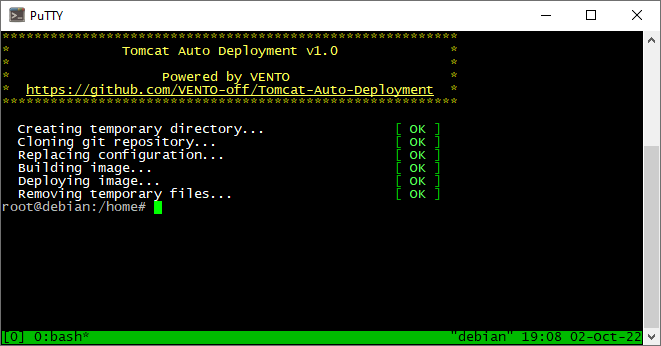 PuTTY
*********************************************************
* Tomcat Auto Deployment v1.0 *
* *
* Powered by VENTO *
* https://github.com/VENTO-off/Tomcat-Auto-Deployment *
*********************************************************
Creating temporary directory... [ OK ]
Cloning git repository... [ OK ]
Replacing configuration... [ OK ]
Building image... [ OK ]
Deploying image... [ OK ]
Removing temporary files... [ OK ]
root@debian:/home#
[0] 0:bash* "debian" 19:08 02-Oct-22